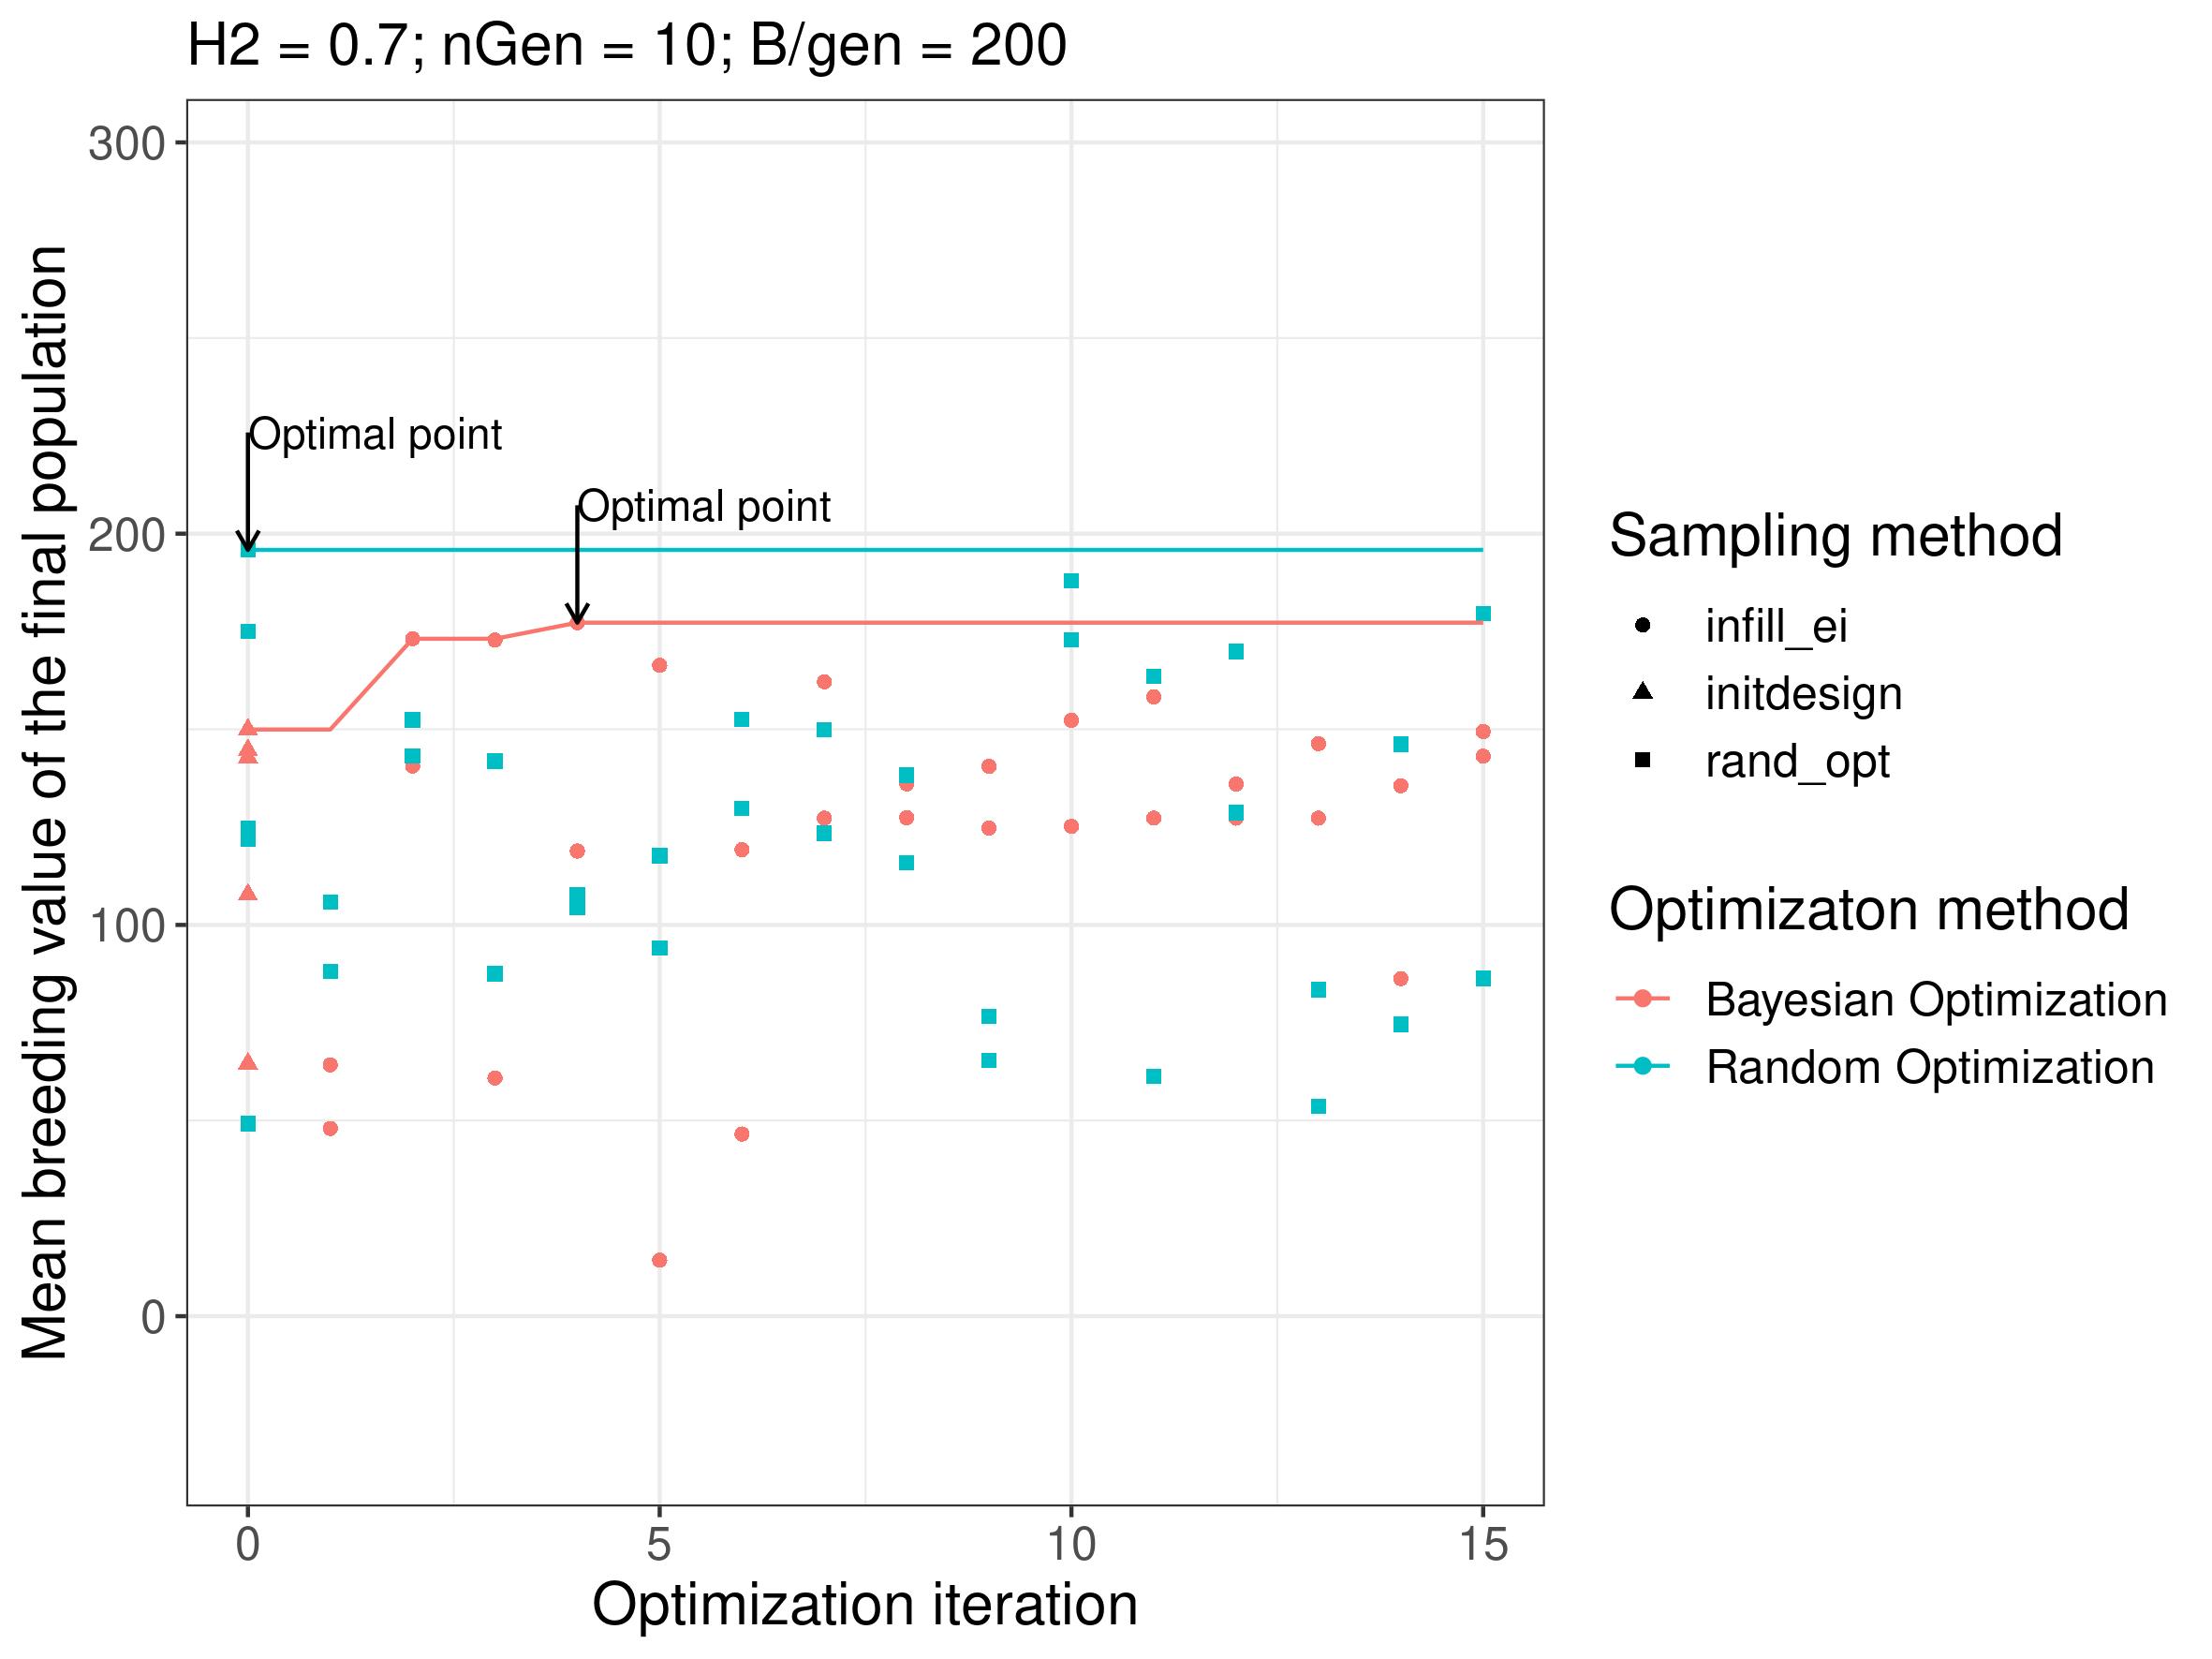 H2 = 0.7; nGen = 10; B/gen = 200
Mean breeding value of the final population
300
200
100
0
Optimal point
Optimal point
0
5
10
15
Optimization iteration
Sampling method
infill_ei
initdesign
rand_opt
Optimizaton method
Bayesian Optimization
Random Optimization